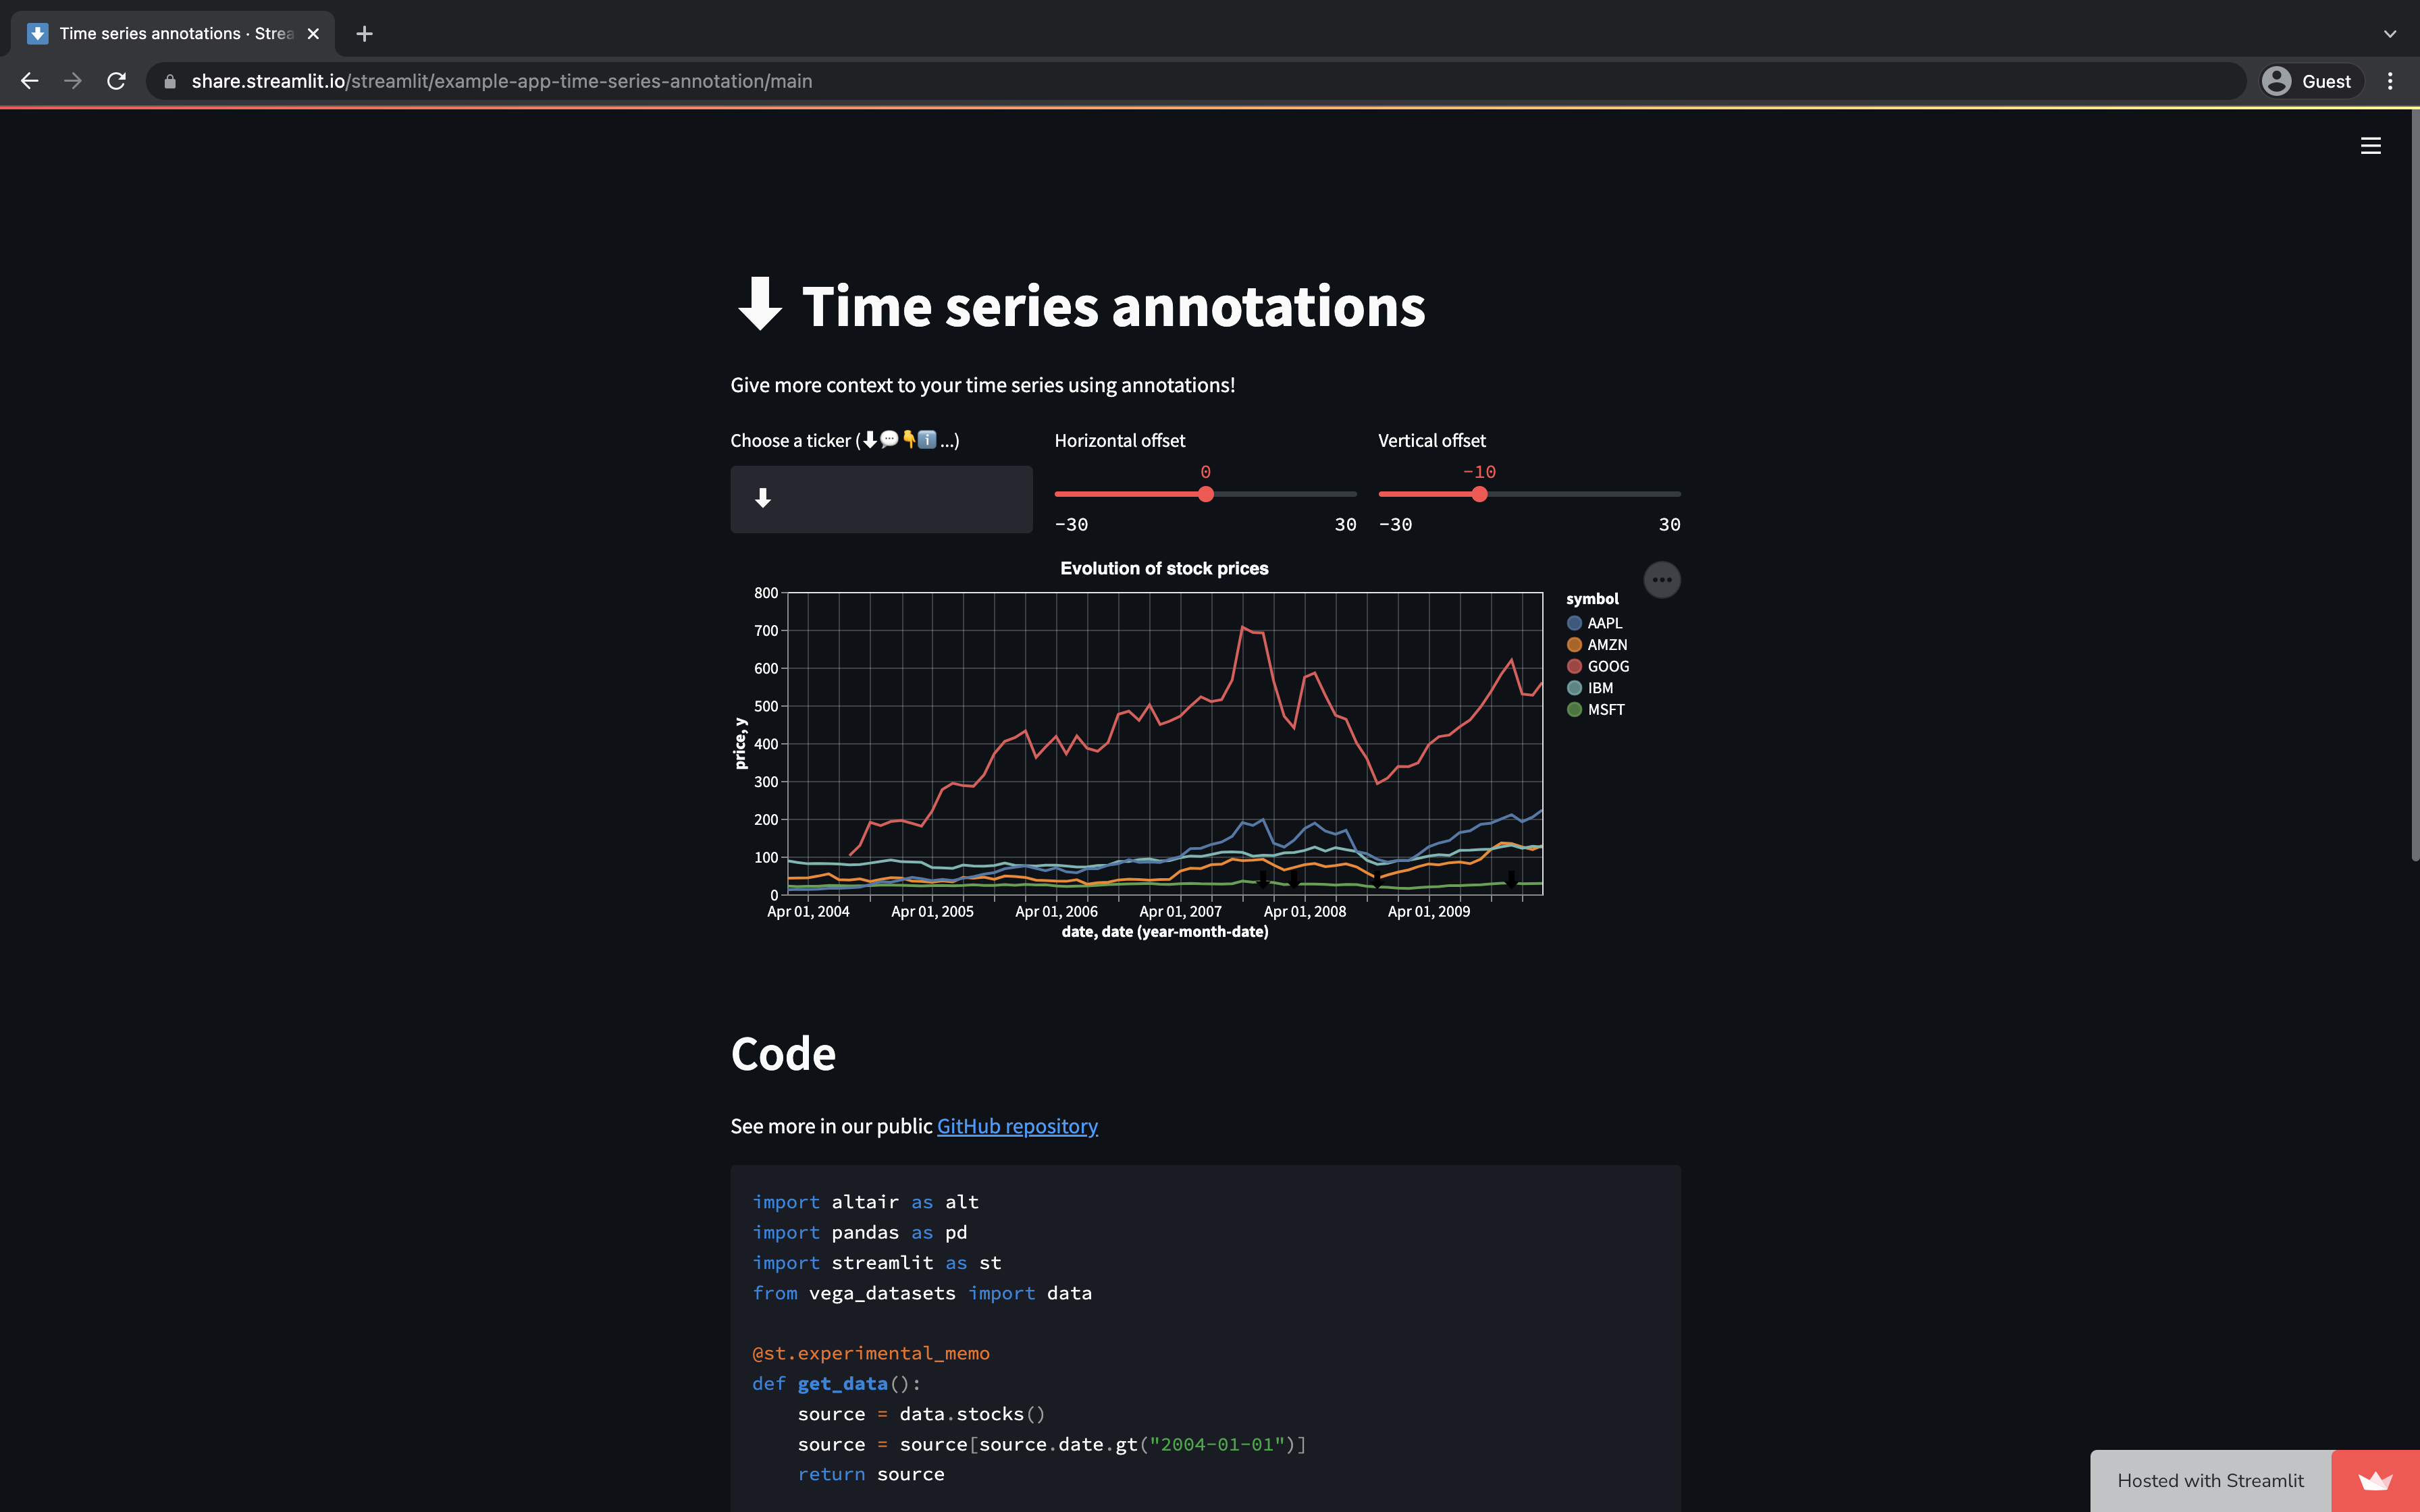 Time series annotations · Strea
share.streamlit.io/streamlit/example-app-time-series-annotation/main
Guest
⬇ Time series annotations
Give more context to your time series using annotations!
Choose a ticker (⬇💬👇ℹ️ ...)
Horizontal offset
Vertical offset
⬇
0
-10
-30
30
-30
30
Evolution of stock prices
symbol
AAPL
AMZN
GOOG
IBM
MSFT
price, y
800
700
600
500
400
300
200
100
0
Apr 01, 2004
Apr 01, 2005
Apr 01, 2006
Apr 01, 2007
Apr 01, 2008
Apr 01, 2009
date, date (year-month-date)
Code
See more in our public GitHub repository
import altair as alt
import pandas as pd
import streamlit as st
from vega_datasets import data
@st.experimental_memo
def get_data():
    source = data.stocks()
    source = source[source.date.gt("2004-01-01")]
    return source
Hosted with Streamlit